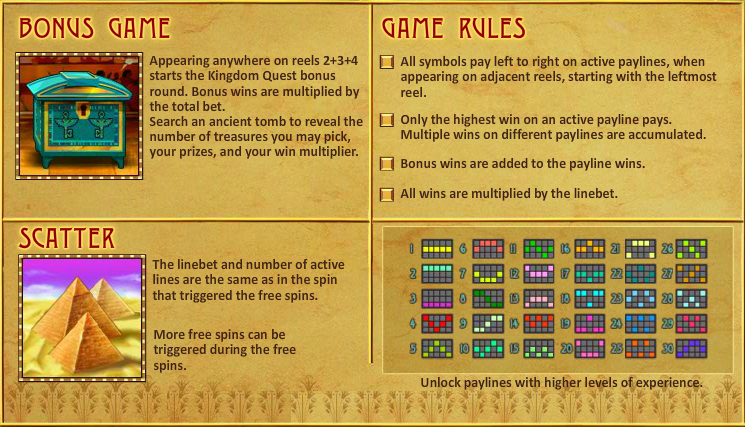 BONUS GAME
Appearing anywhere on reels 2+3+4
starts the Kingdom Quest bonus
round. Bonus wins are multiplied by
the total bet.
Search an ancient tomb to reveal the
number of treasures you may pick,
your prizes, and your win multiplier.
SCATTER
The linebet and number of active
lines are the same as in the spin
that triggered the free spins.
More free spins can be
triggered during the free
spins.
GAME RULES
All symbols pay left to right on active paylines, when
appearing on adjacent reels, starting with the leftmost
reel.
Only the highest win on an active payline pays.
Multiple wins on different paylines are accumulated.
Bonus wins are added to the payline wins.
All wins are multiplied by the linebet.
1 6 11 16 21 26
2 7 12 17 22 27
3 8 13 18 23 28
4 9 14 19 24 29
5 10 15 20 25 30
Unlock paylines with higher levels of experience.